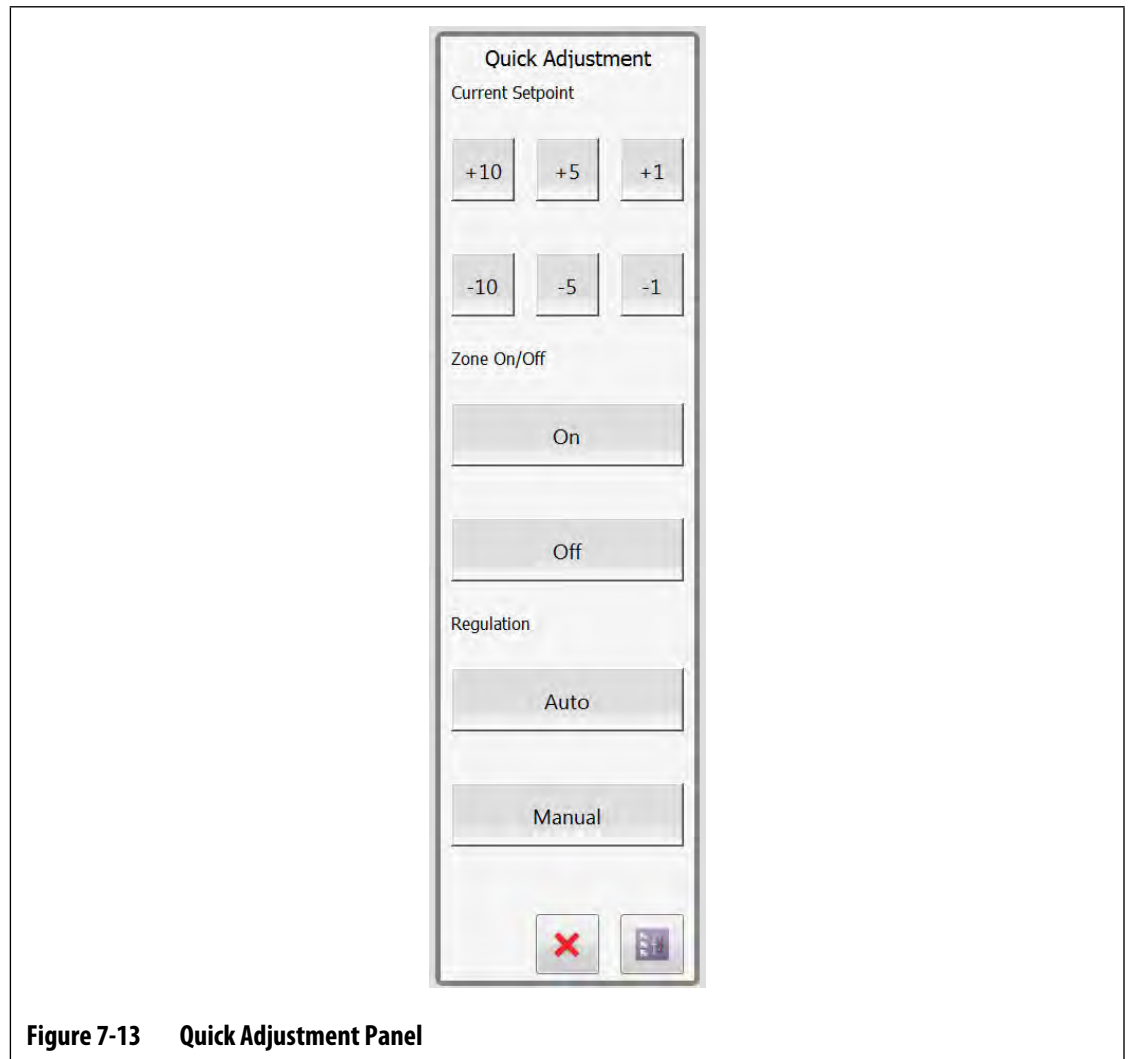 Quick Adjustment
Current Setpoint
+10 +5 +1
-10 -5 -1
Zone On/Off
On
Off
Regulation
Auto
Manual
Figure 7-13 Quick Adjustment Panel